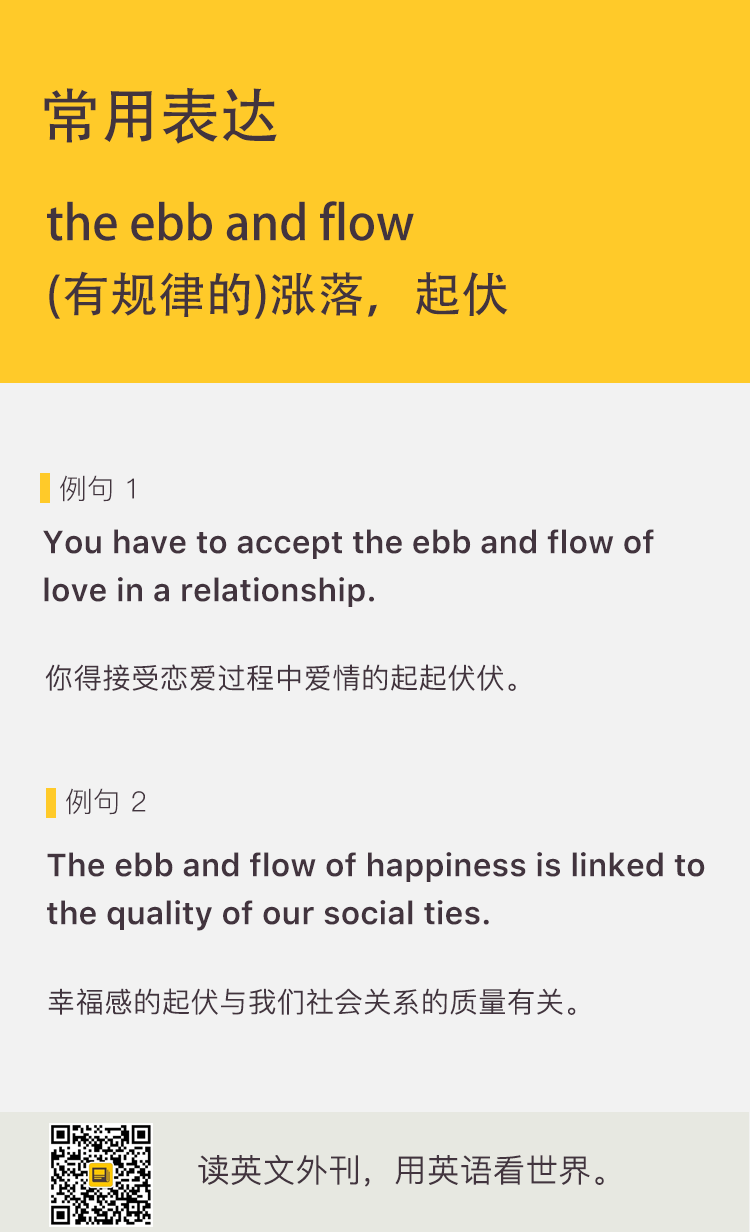 常用表达
the ebb and flow
(有规律的)涨落，起伏
例句 1
You have to accept the ebb and flow of
love in a relationship.
你得接受恋爱过程中爱情的起起伏伏。
例句 2
The ebb and flow of happiness is linked to
the quality of our social ties.
幸福感的起伏与我们社会关系的质量有关。
读英文外刊，用英语看世界。